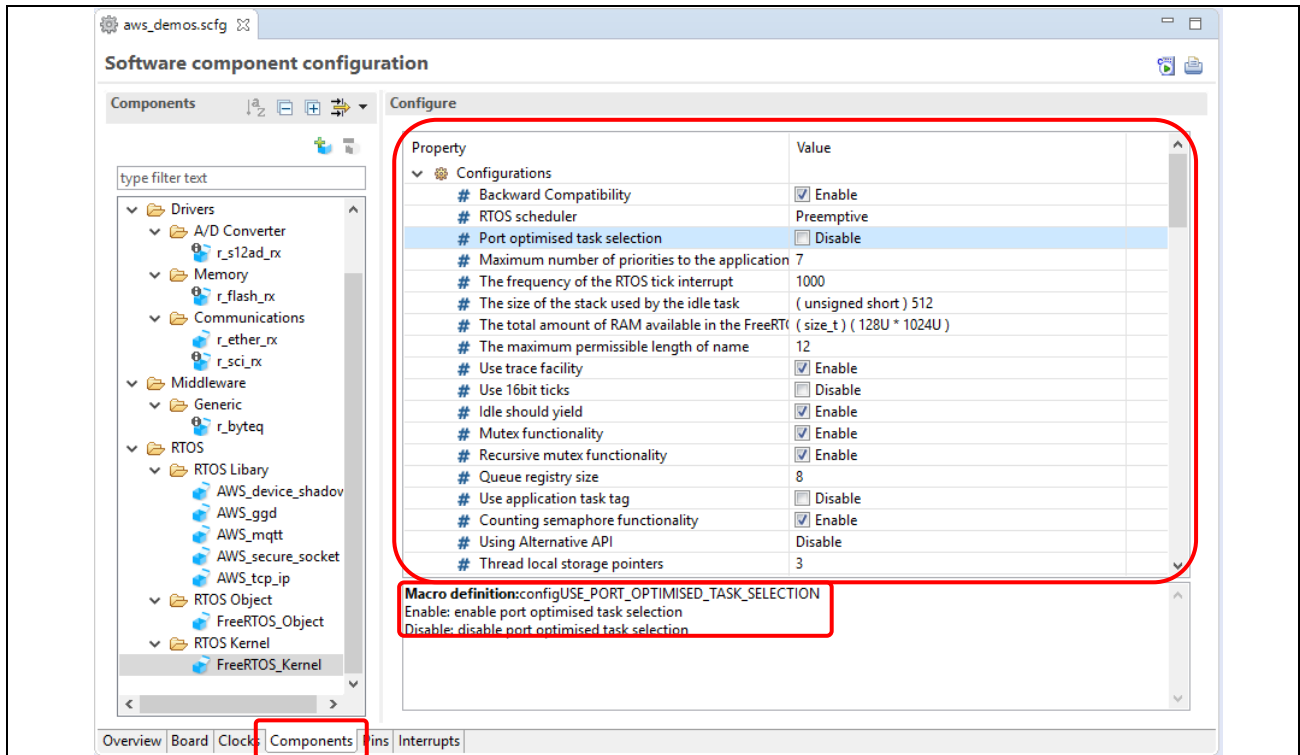 aws_demos.scfg
Software component configuration
Components
Configure
type filter text
Drivers
A/D Converter
r_s12ad_rx
Memory
r_flash_rx
Communications
r_ether_rx
r_sci_rx
Middleware
Generic
r_byteq
RTOS
RTOS Libary
AWS_device_shadov
AWS_ggd
AWS_mqtt
AWS_secure_socket
AWS_tcp_ip
RTOS Object
FreeRTOS_Object
RTOS Kernel
FreeRTOS_Kernel
Property Value
Configurations
# Backward Compatibility Enable
# RTOS scheduler Preemptive
# Port optimised task selection Disable
# Maximum number of priorities to the application 7
# The frequency of the RTOS tick interrupt 1000
# The size of the stack used by the idle task ( unsigned short ) 512
# The total amount of RAM available in the FreeRT( ( size_t ) ( 128U * 1024U )
# The maximum permissible length of name 12
# Use trace facility Enable
# Use 16bit ticks Disable
# Idle should yield Enable
# Mutex functionality Enable
# Recursive mutex functionality Enable
# Queue registry size 8
# Use application task tag Disable
# Counting semaphore functionality Enable
# Using Alternative API Disable
# Thread local storage pointers 3
Macro definition:configUSE_PORT_OPTIMISED_TASK_SELECTION
Enable: enable port optimised task selection
Disable: disable port optimised task selection
Overview Board Clocks Components Pins Interrupts